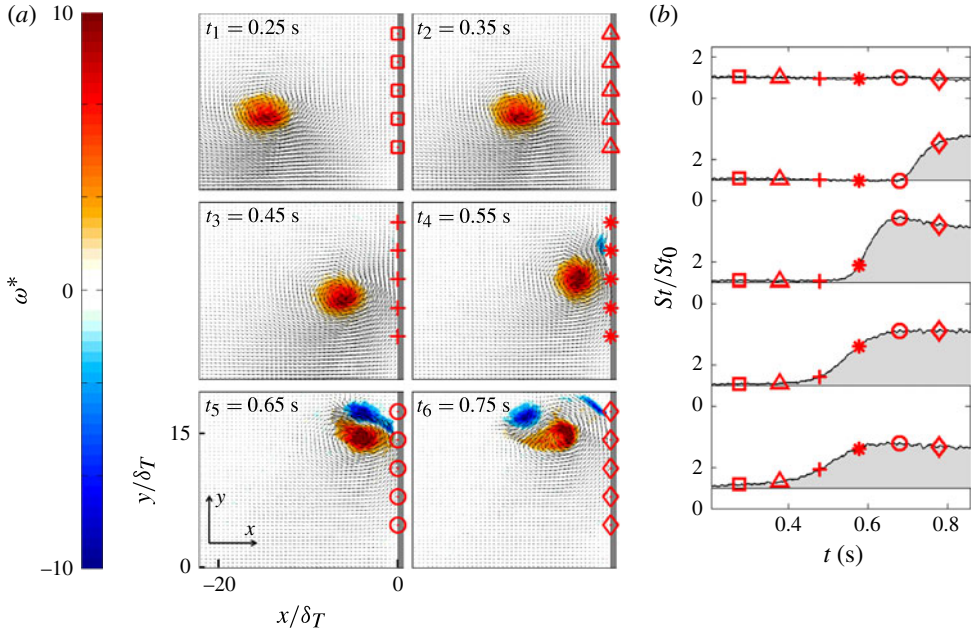 (a)
10
0
−10
ω*
t1 = 0.25 s
t2 = 0.35 s
t3 = 0.45 s
t4 = 0.55 s
t5 = 0.65 s
t6 = 0.75 s
15
0
y/δT
y
x
−20
0
x/δT
(b)
2
0
2
0
2
0
2
0
2
0
St/St0
0.4
0.6
0.8
t (s)